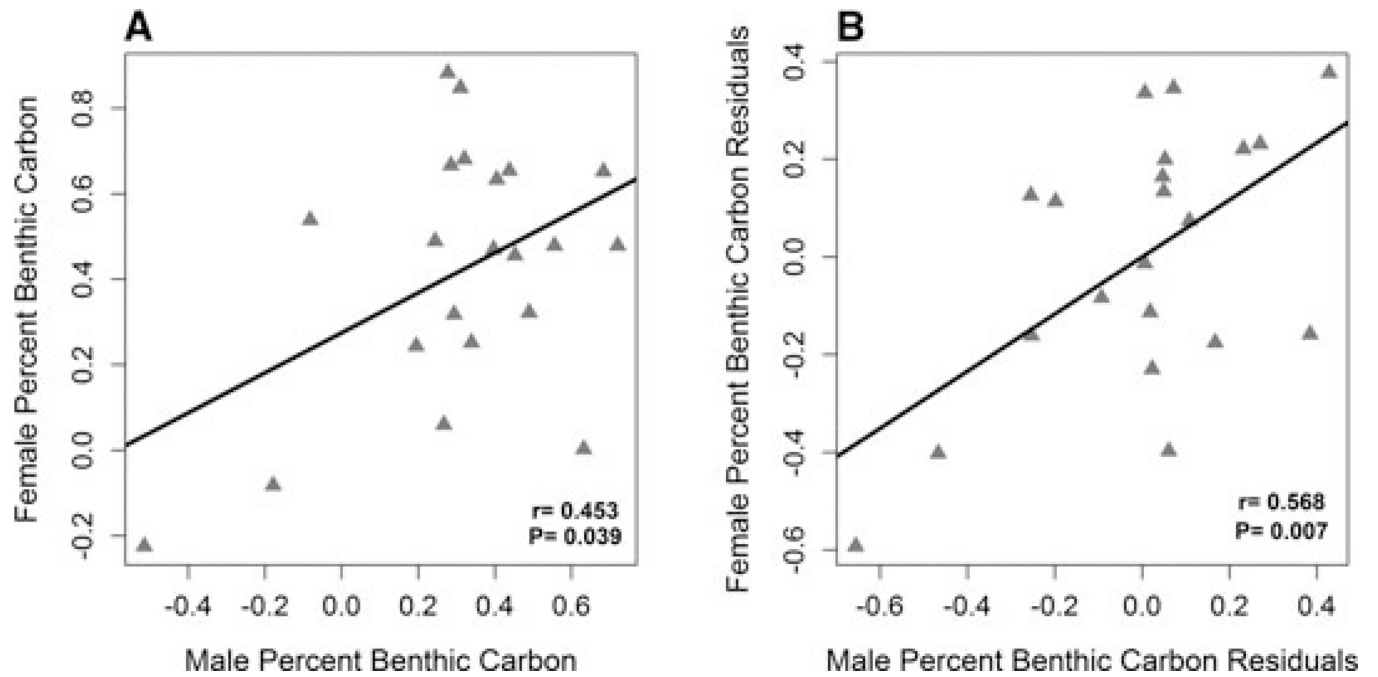 A
Female Percent Benthic Carbon
0.8
0.6
0.4
0.2
0.0
-0.2
r= 0.453
P= 0.039
-0.4 -0.2 0.0 0.2 0.4 0.6
Male Percent Benthic Carbon
B
Female Percent Benthic Carbon Residuals
0.4
0.2
0.0
-0.2
-0.4
-0.6
r= 0.568
P= 0.007
-0.6 -0.4 -0.2 0.0 0.2 0.4
Male Percent Benthic Carbon Residuals